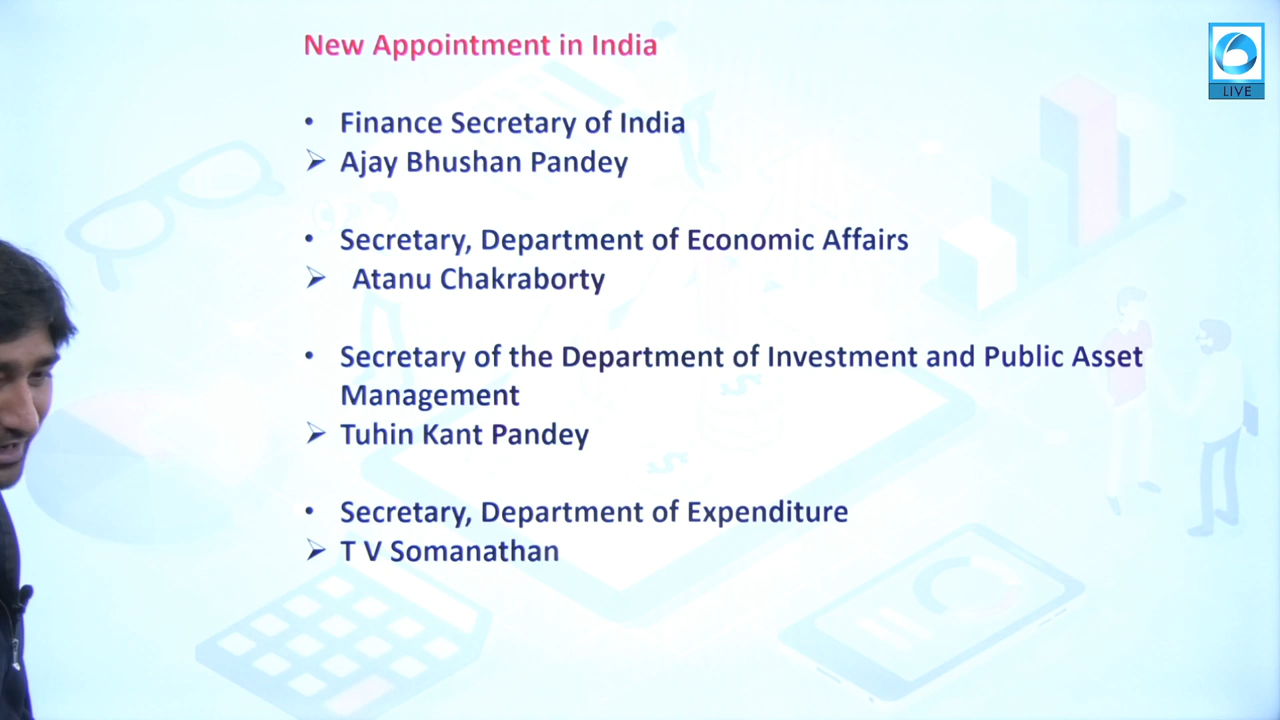 New Appointment in India
• Finance Secretary of India
➢ Ajay Bhushan Pandey
• Secretary, Department of Economic Affairs
➢ Atanu Chakraborty
• Secretary of the Department of Investment and Public Asset
Management
➢ Tuhin Kant Pandey
• Secretary, Department of Expenditure
➢ T V Somanathan
LIVE